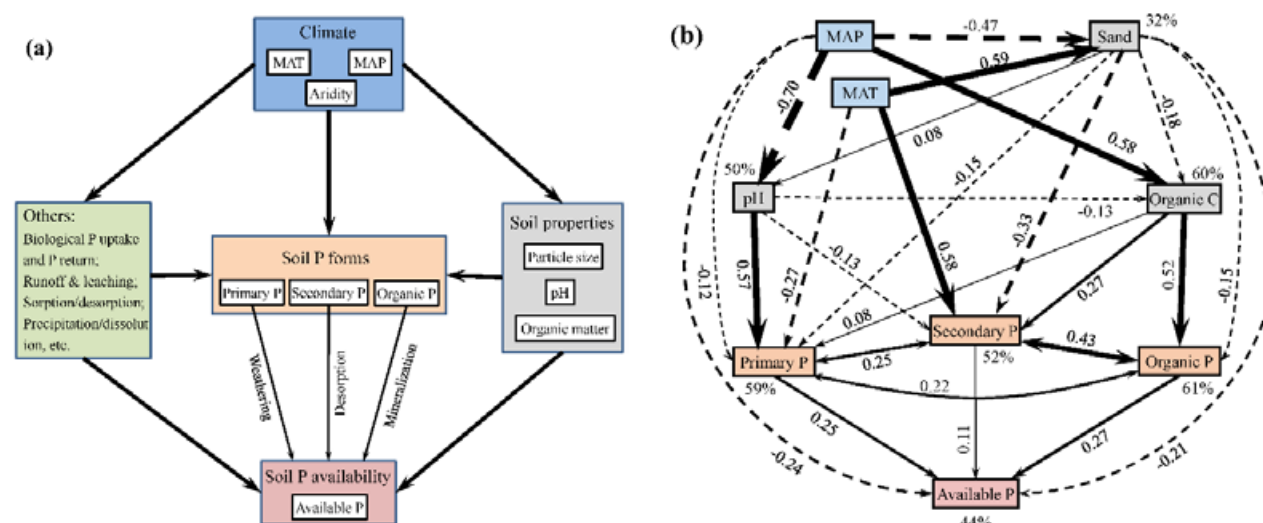 (a)
Climate
MAT
MAP
Aridity
Others:
Biological P uptake
and P return;
Runoff & leaching;
Sorption/desorption;
Precipitation/dissolut
ion, etc.
Soil P forms
Primary P
Secondary P
Organic P
Soil properties
Particle size
pH
Organic matter
Weathering
Desorption
Mineralization
Soil P availability
Available P
(b)
MAP
-0.47
Sand
32%
MAT
0.59
-0.70
-0.18
0.58
0.08
-0.15
50%
pH
60%
Organic C
-0.13
-0.33
-0.13
0.57
-0.27
0.58
0.27
0.52
-0.12
-0.15
0.08
Secondary P
52%
Primary P
59%
0.25
0.43
Organic P
61%
0.22
0.25
0.11
0.27
-0.24
-0.21
Available P
44%